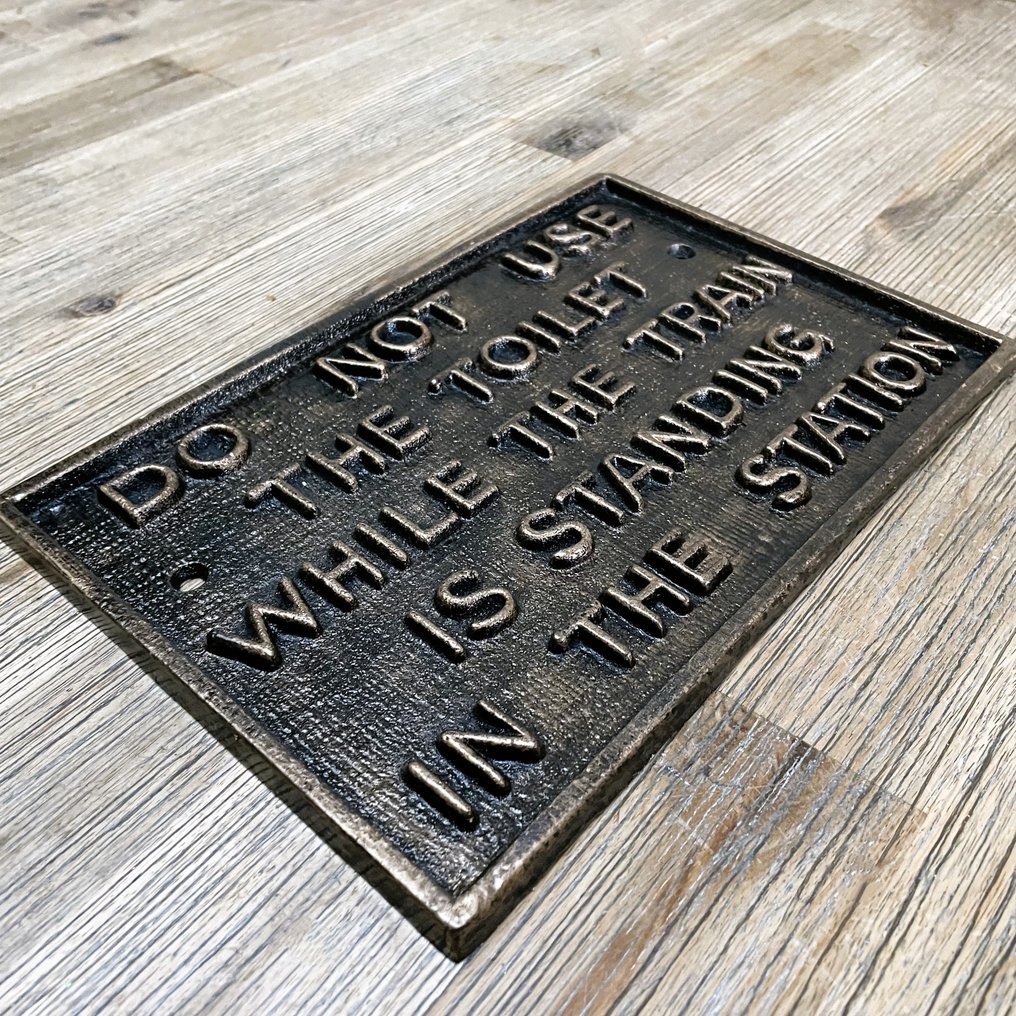 DO NOT USE
THE TOILET
WHILE THE TRAIN
IS STANDING
IN THE STATION